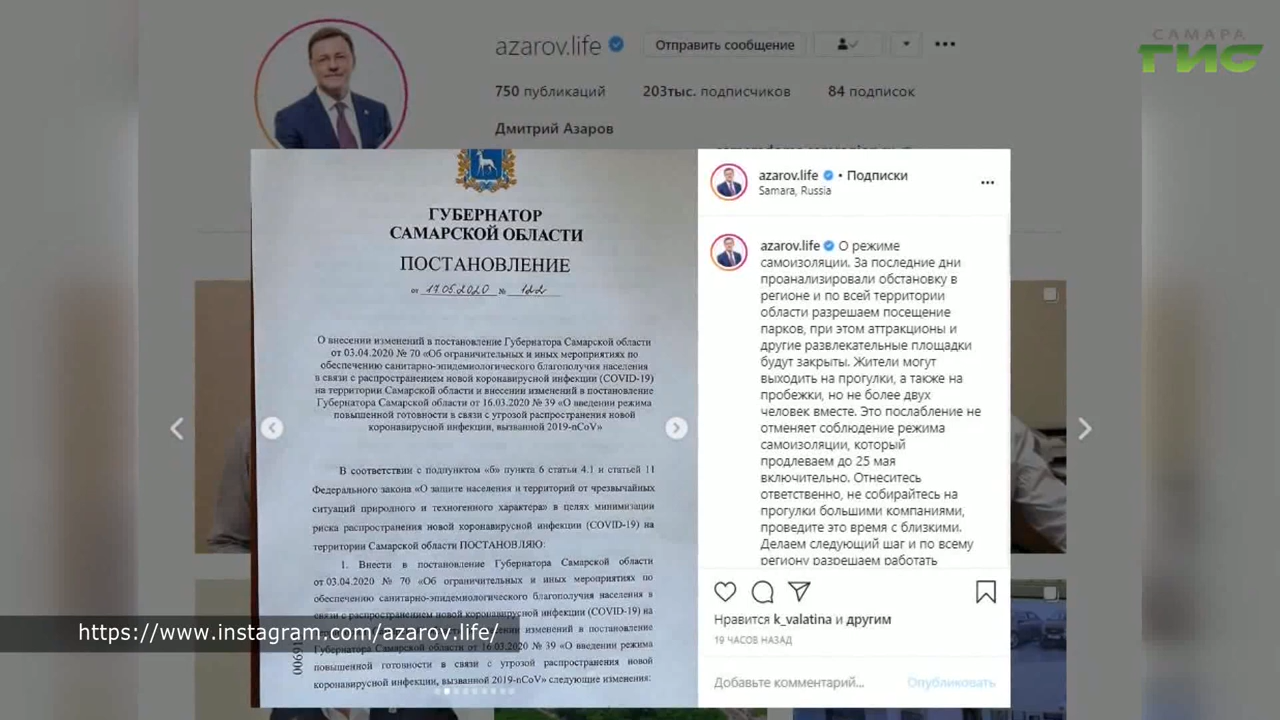 azarov.life
Отправить сообщение
САМАРА
ГИС
750 публикаций 203тыс. подписчиков 84 подписок
Дмитрий Азаров
ГУБЕРНАТОР
САМАРСКОЙ ОБЛАСТИ
ПОСТАНОВЛЕНИЕ
от 17.05.2020 № 122
О внесении изменений в постановление Губернатора Самарской области
от 03.04.2020 № 70 «Об ограничительных и иных мероприятиях по
обеспечению санитарно-эпидемиологического благополучия населения
в связи с распространением новой коронавирусной инфекции (COVID-19)
на территории Самарской области и внесении изменений в постановление
Губернатора Самарской области от 16.03.2020 № 39 «О введении режима
повышенной готовности в связи с угрозой распространения новой
коронавирусной инфекции, вызванной 2019-nCoV»
В соответствии с подпунктом «б» пункта 6 статьи 4.1 и статьей 11
Федерального закона «О защите населения и территорий от чрезвычайных
ситуаций природного и техногенного характера» в целях минимизации
риска распространения новой коронавирусной инфекции (COVID-19) на
территории Самарской области ПОСТАНОВЛЯЮ:
1. Внести в постановление Губернатора Самарской области
от 03.04.2020 № 70 «Об ограничительных и иных мероприятиях по
обеспечению санитарно-эпидемиологического благополучия населения в
связи с распространением новой коронавирусной инфекции (COVID-19) на
изменений в постановление
Губернатора Самарской области от 16.03.2020 № 39 «О введении режима
повышенной готовности в связи с угрозой распространения новой
коронавирусной инфекции, вызванной 2019-nCoV» следующие изменения:
00691
azarov.life • Подписки
Samara, Russia
azarov.life О режиме
самоизоляции. За последние дни
проанализировали обстановку в
регионе и по всей территории
области разрешаем посещение
парков, при этом аттракционы и
другие развлекательные площадки
будут закрыты. Жители могут
выходить на прогулки, а также на
пробежки, но не более двух
человек вместе. Это послабление не
отменяет соблюдение режима
самоизоляции, который
продлеваем до 25 мая
включительно. Отнеситесь
ответственно, не собирайтесь на
прогулки большими компаниями,
проведите это время с близкими.
Делаем следующий шаг и по всему
региону разрешаем работать
Нравится k_valatina и другим
19 ЧАСОВ НАЗАД
Добавьте комментарий... Опубликовать
https://www.instagram.com/azarov.life/